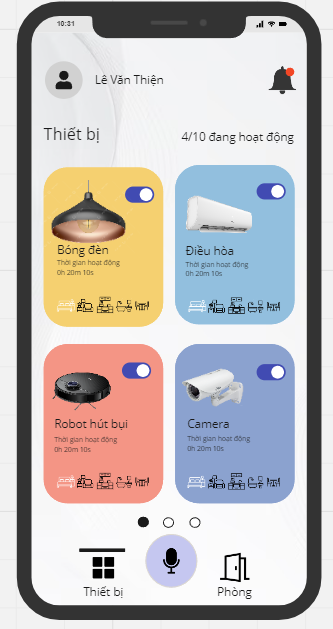 10:31
Lê Văn Thiện
Thiết bị
4/10 đang hoạt động
Bóng đèn
Thời gian hoạt động
0h 20m 10s
Điều hòa
Thời gian hoạt động
0h 20m 10s
Robot hút bụi
Thời gian hoạt động
0h 20m 10s
Camera
Thời gian hoạt động
0h 20m 10s
Thiết bị
Phòng